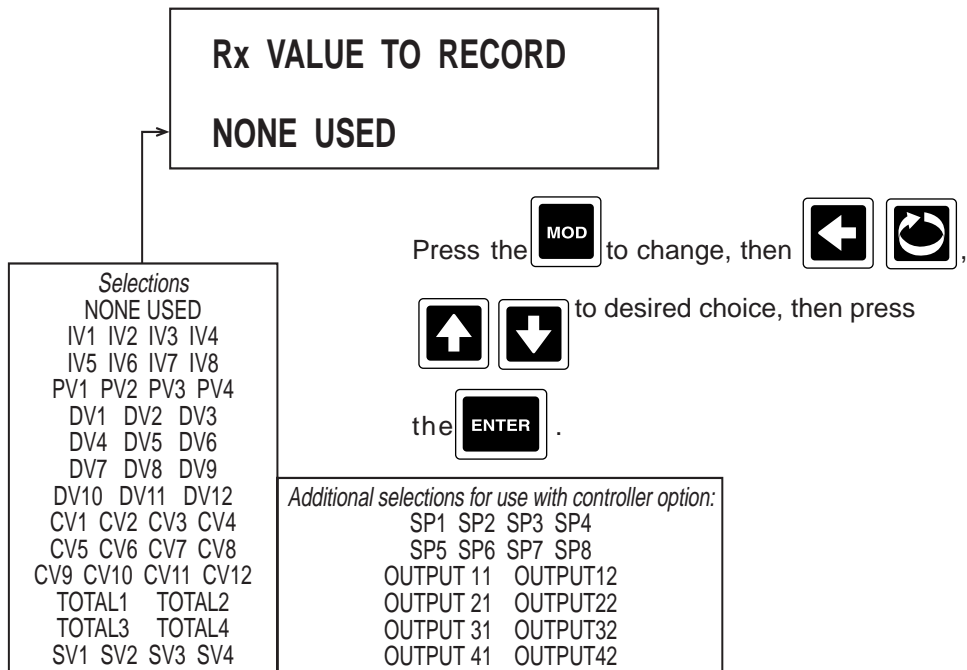 Rx VALUE TO RECORD
NONE USED
Press the MOD to change, then ,
to desired choice, then press
the ENTER .
Selections
NONE USED
IV1 IV2 IV3 IV4
IV5 IV6 IV7 IV8
PV1 PV2 PV3 PV4
DV1 DV2 DV3
DV4 DV5 DV6
DV7 DV8 DV9
DV10 DV11 DV12
CV1 CV2 CV3 CV4
CV5 CV6 CV7 CV8
CV9 CV10 CV11 CV12
TOTAL1 TOTAL2
TOTAL3 TOTAL4
SV1 SV2 SV3 SV4
Additional selections for use with controller option:
SP1 SP2 SP3 SP4
SP5 SP6 SP7 SP8
OUTPUT 11 OUTPUT12
OUTPUT 21 OUTPUT22
OUTPUT 31 OUTPUT32
OUTPUT 41 OUTPUT42